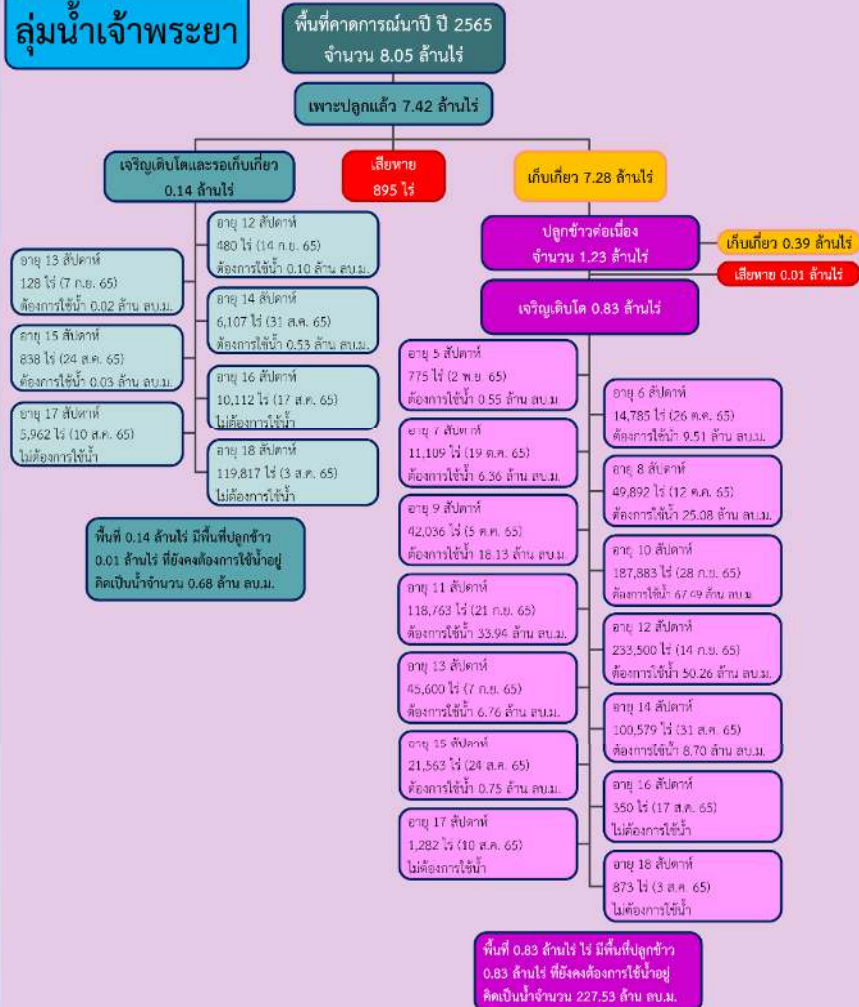 ลุ่มน้ำเจ้าพระยา
พื้นที่คาดการณ์นาปี ปี 2565
จำนวน 8.05 ล้านไร่
เพาะปลูกแล้ว 7.42 ล้านไร่
เจริญเติบโตและรอเก็บเกี่ยว
0.14 ล้านไร่
เสียหาย
895 ไร่
เก็บเกี่ยว 7.28 ล้านไร่
อายุ 12 สัปดาห์
480 ไร่ (14 ก.ย. 65)
ต้องการใช้น้ำ 0.10 ล้าน ลบ.ม.
อายุ 13 สัปดาห์
128 ไร่ (7 ก.ย. 65)
ต้องการใช้น้ำ 0.02 ล้าน ลบ.ม.
อายุ 14 สัปดาห์
6,107 ไร่ (31 ส.ค. 65)
ต้องการใช้น้ำ 0.53 ล้าน ลบ.ม.
อายุ 15 สัปดาห์
838 ไร่ (24 ส.ค. 65)
ต้องการใช้น้ำ 0.03 ล้าน ลบ.ม.
อายุ 16 สัปดาห์
10,112 ไร่ (17 ส.ค. 65)
ไม่ต้องการใช้น้ำ
อายุ 17 สัปดาห์
5,962 ไร่ (10 ส.ค. 65)
ไม่ต้องการใช้น้ำ
อายุ 18 สัปดาห์
119,817 ไร่ (3 ส.ค. 65)
ไม่ต้องการใช้น้ำ
พื้นที่ 0.14 ล้านไร่ มีพื้นที่ปลูกข้าว
0.01 ล้านไร่ ที่ยังคงต้องการใช้น้ำอยู่
คิดเป็นน้ำจำนวน 0.68 ล้าน ลบ.ม.
ปลูกข้าวต่อเนื่อง
จำนวน 1.23 ล้านไร่
เก็บเกี่ยว 0.39 ล้านไร่
เสียหาย 0.01 ล้านไร่
เจริญเติบโต 0.83 ล้านไร่
อายุ 5 สัปดาห์
775 ไร่ (2 พ.ย. 65)
ต้องการใช้น้ำ 0.55 ล้าน ลบ.ม
อายุ 6 สัปดาห์
14,785 ไร่ (26 ต.ค. 65)
ต้องการใช้น้ำ 9.51 ล้าน ลบ.ม.
อายุ 7 สัปดาห์
11,109 ไร่ (19 ต.ค. 65)
ต้องการใช้น้ำ 6.36 ล้าน ลบ.ม.
อายุ 8 สัปดาห์
49,892 ไร่ (12 ต.ค. 65)
ต้องการใช้น้ำ 25.08 ล้าน ลบ.ม.
อายุ 9 สัปดาห์
42,036 ไร่ (5 ต.ค. 65)
ต้องการใช้น้ำ 18.13 ล้าน ลบ.ม.
อายุ 10 สัปดาห์
187,883 ไร่ (28 ก.ย. 65)
ต้องการใช้น้ำ 67.49 ล้าน ลบ.ม
อายุ 11 สัปดาห์
118,763 ไร่ (21 ก.ย. 65)
ต้องการใช้น้ำ 33.94 ล้าน ลบ.ม.
อายุ 12 สัปดาห์
233,500 ไร่ (14 ก.ย. 65)
ต้องการใช้น้ำ 50.26 ล้าน ลบ.ม.
อายุ 13 สัปดาห์
45,600 ไร่ (7 ก.ย. 65)
ต้องการใช้น้ำ 6.76 ล้าน ลบ.ม.
อายุ 14 สัปดาห์
100,579 ไร่ (31 ส.ค. 65)
ต้องการใช้น้ำ 8.70 ล้าน ลบ.ม.
อายุ 15 สัปดาห์
21,563 ไร่ (24 ส.ค. 65)
ต้องการใช้น้ำ 0.75 ล้าน ลบ.ม.
อายุ 16 สัปดาห์
350 ไร่ (17 ส.ค. 65)
ไม่ต้องการใช้น้ำ
อายุ 17 สัปดาห์
1,282 ไร่ (10 ส.ค. 65)
ไม่ต้องการใช้น้ำ
อายุ 18 สัปดาห์
873 ไร่ (3 ส.ค. 65)
ไม่ต้องการใช้น้ำ
พื้นที่ 0.83 ล้านไร่ ไร่ มีพื้นที่ปลูกข้าว
0.83 ล้านไร่ ที่ยังคงต้องการใช้น้ำอยู่
คิดเป็นน้ำจำนวน 227.53 ล้าน ลบ.ม.